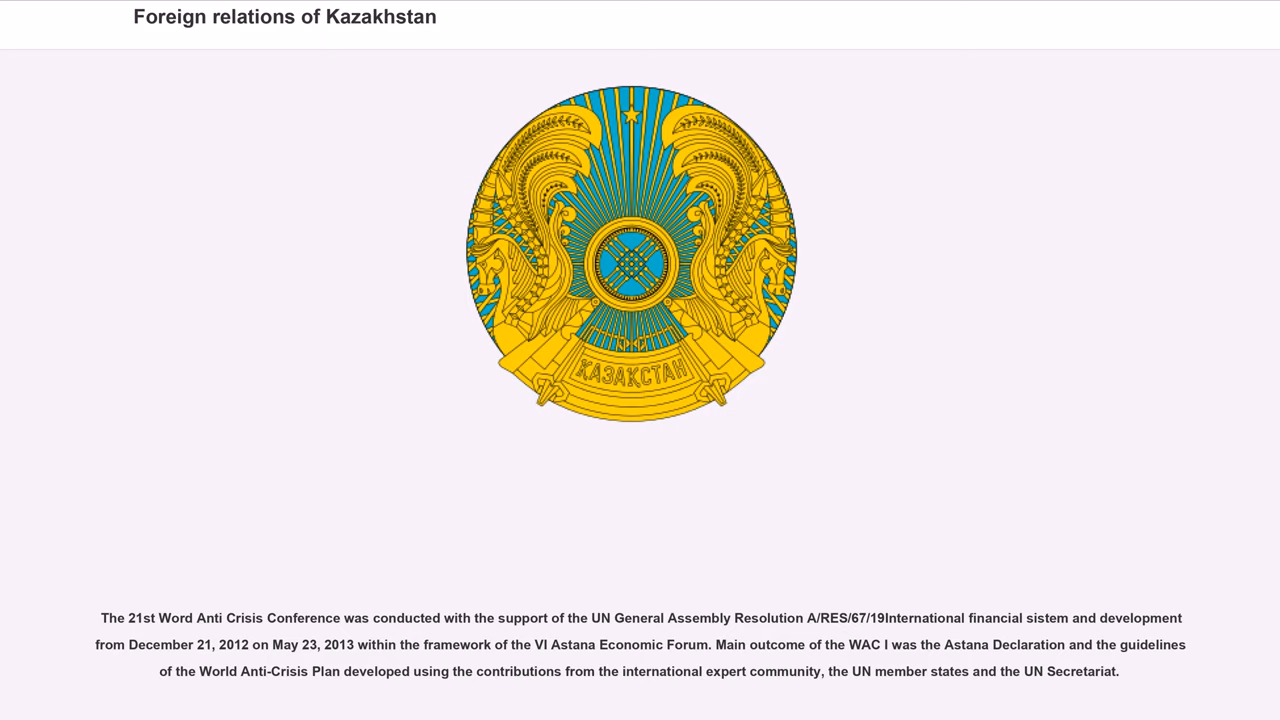 Foreign relations of Kazakhstan
ҚАЗАҚСТАН
The 21st Word Anti Crisis Conference was conducted with the support of the UN General Assembly Resolution A/RES/67/19International financial sistem and development
from December 21, 2012 on May 23, 2013 within the framework of the VI Astana Economic Forum. Main outcome of the WAC I was the Astana Declaration and the guidelines
of the World Anti-Crisis Plan developed using the contributions from the international expert community, the UN member states and the UN Secretariat.